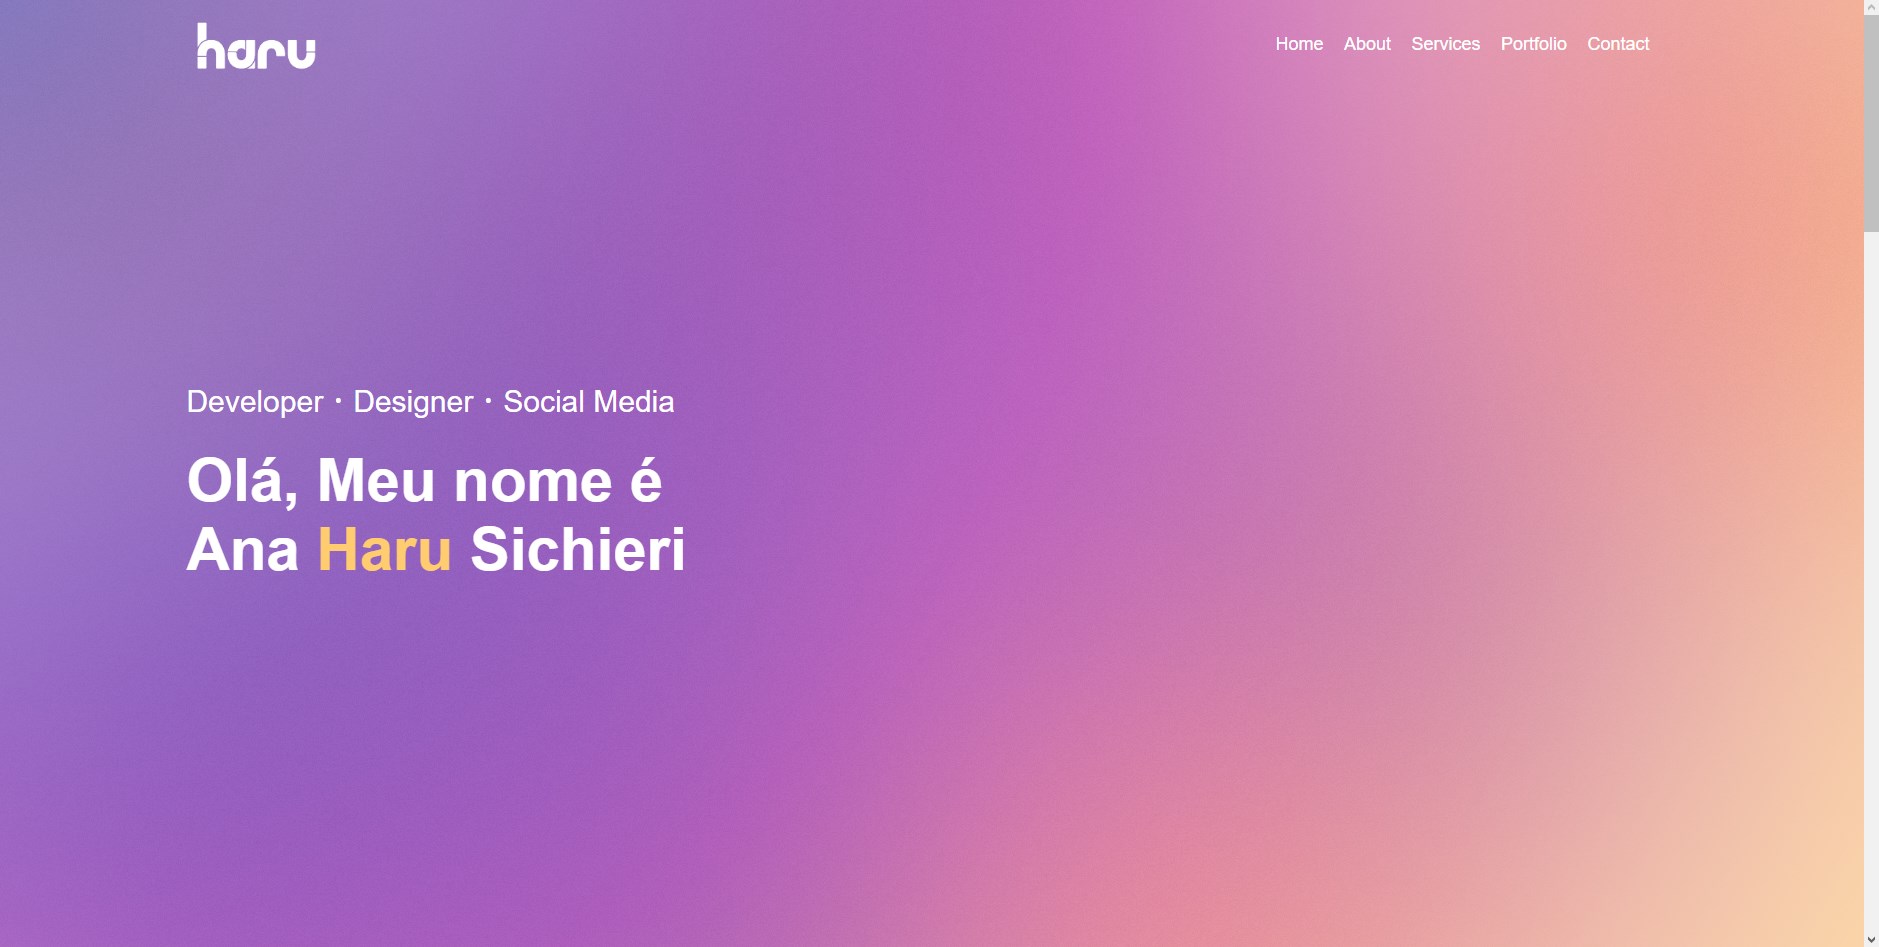 haru
Home About Services Portfolio Contact
Developer · Designer · Social Media
Olá, Meu nome é
Ana Haru Sichieri